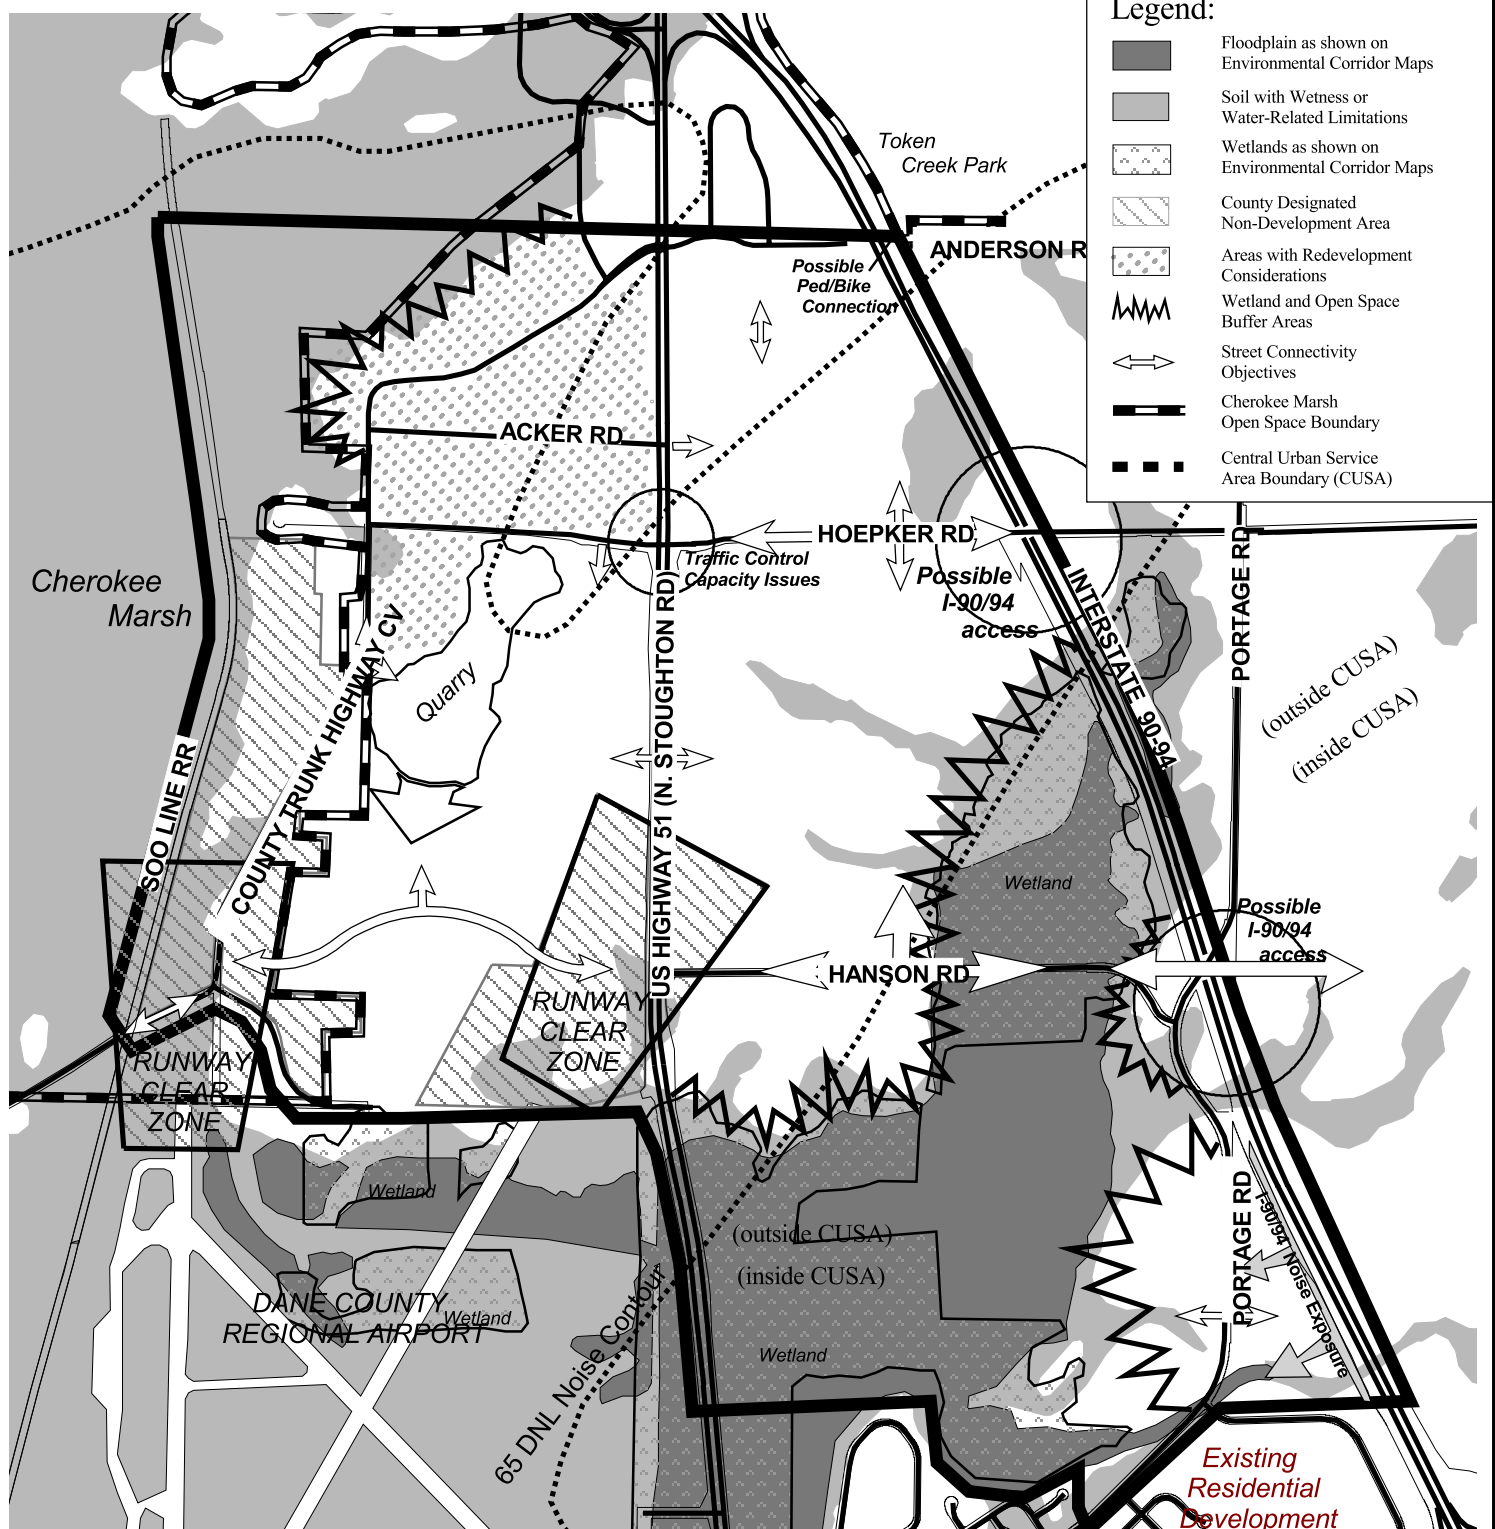 Legend:
Floodplain as shown on
Environmental Corridor Maps
Soil with Wetness or
Water-Related Limitations
Wetlands as shown on
Environmental Corridor Maps
County Designated
Non-Development Area
Areas with Redevelopment
Considerations
Wetland and Open Space
Buffer Areas
Street Connectivity
Objectives
Cherokee Marsh
Open Space Boundary
Central Urban Service
Area Boundary (CUSA)
Token
Creek Park
ANDERSON R
Possible
Ped/Bike
Connection
ACKER RD
HOEPKER RD
Traffic Control
Capacity Issues
Possible
I-90/94
access
INTERSTATE 90-94
PORTAGE RD
(outside CUSA)
(inside CUSA)
Cherokee
Marsh
COUNTY TRUNK HIGHWAY CV
Quarry
US HIGHWAY 51 (N. STOUGHTON RD)
SOO LINE RR
Wetland
Possible
I-90/94
access
HANSON RD
RUNWAY
CLEAR
ZONE
RUNWAY
CLEAR
ZONE
Wetland
(outside CUSA)
(inside CUSA)
PORTAGE RD
I-90/94 Noise Exposure
DANE COUNTY
REGIONAL AIRPORT
Wetland
Wetland
65 DNL Noise Contour
Existing
Residential
Development